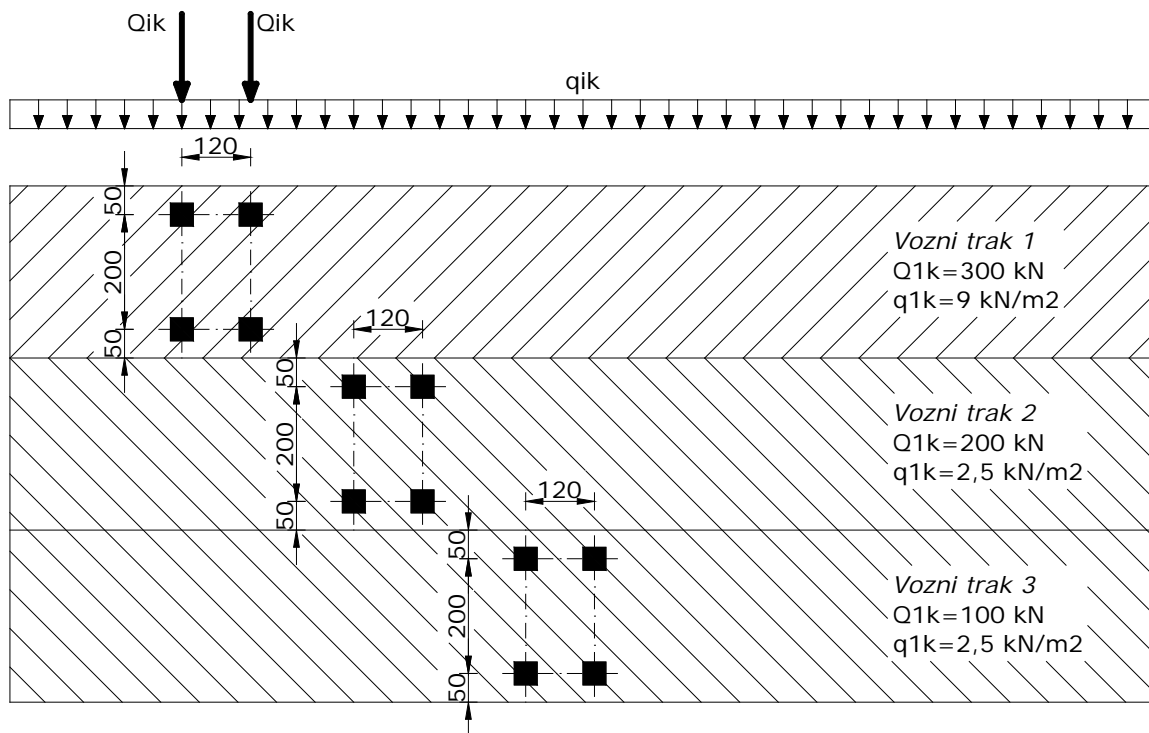 Qik
Qik
qik
120
50
200
50
Vozni trak 1
Q1k=300 kN
q1k=9 kN/m2
120
50
200
50
Vozni trak 2
Q1k=200 kN
q1k=2,5 kN/m2
120
50
200
50
Vozni trak 3
Q1k=100 kN
q1k=2,5 kN/m2